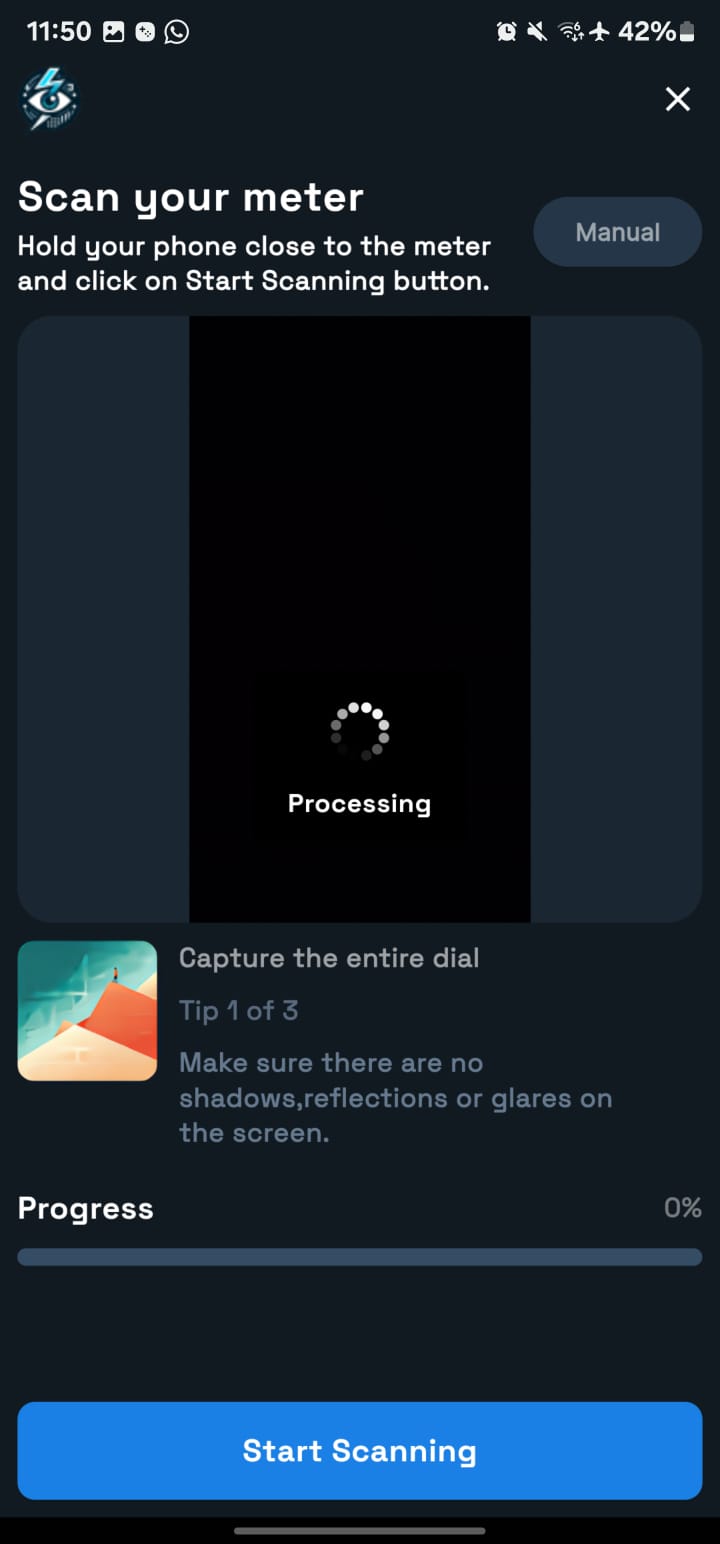 11:50
42%
Scan your meter
Manual
Hold your phone close to the meter
and click on Start Scanning button.
Processing
Capture the entire dial
Tip 1 of 3
Make sure there are no
shadows,reflections or glares on
the screen.
Progress
0%
Start Scanning